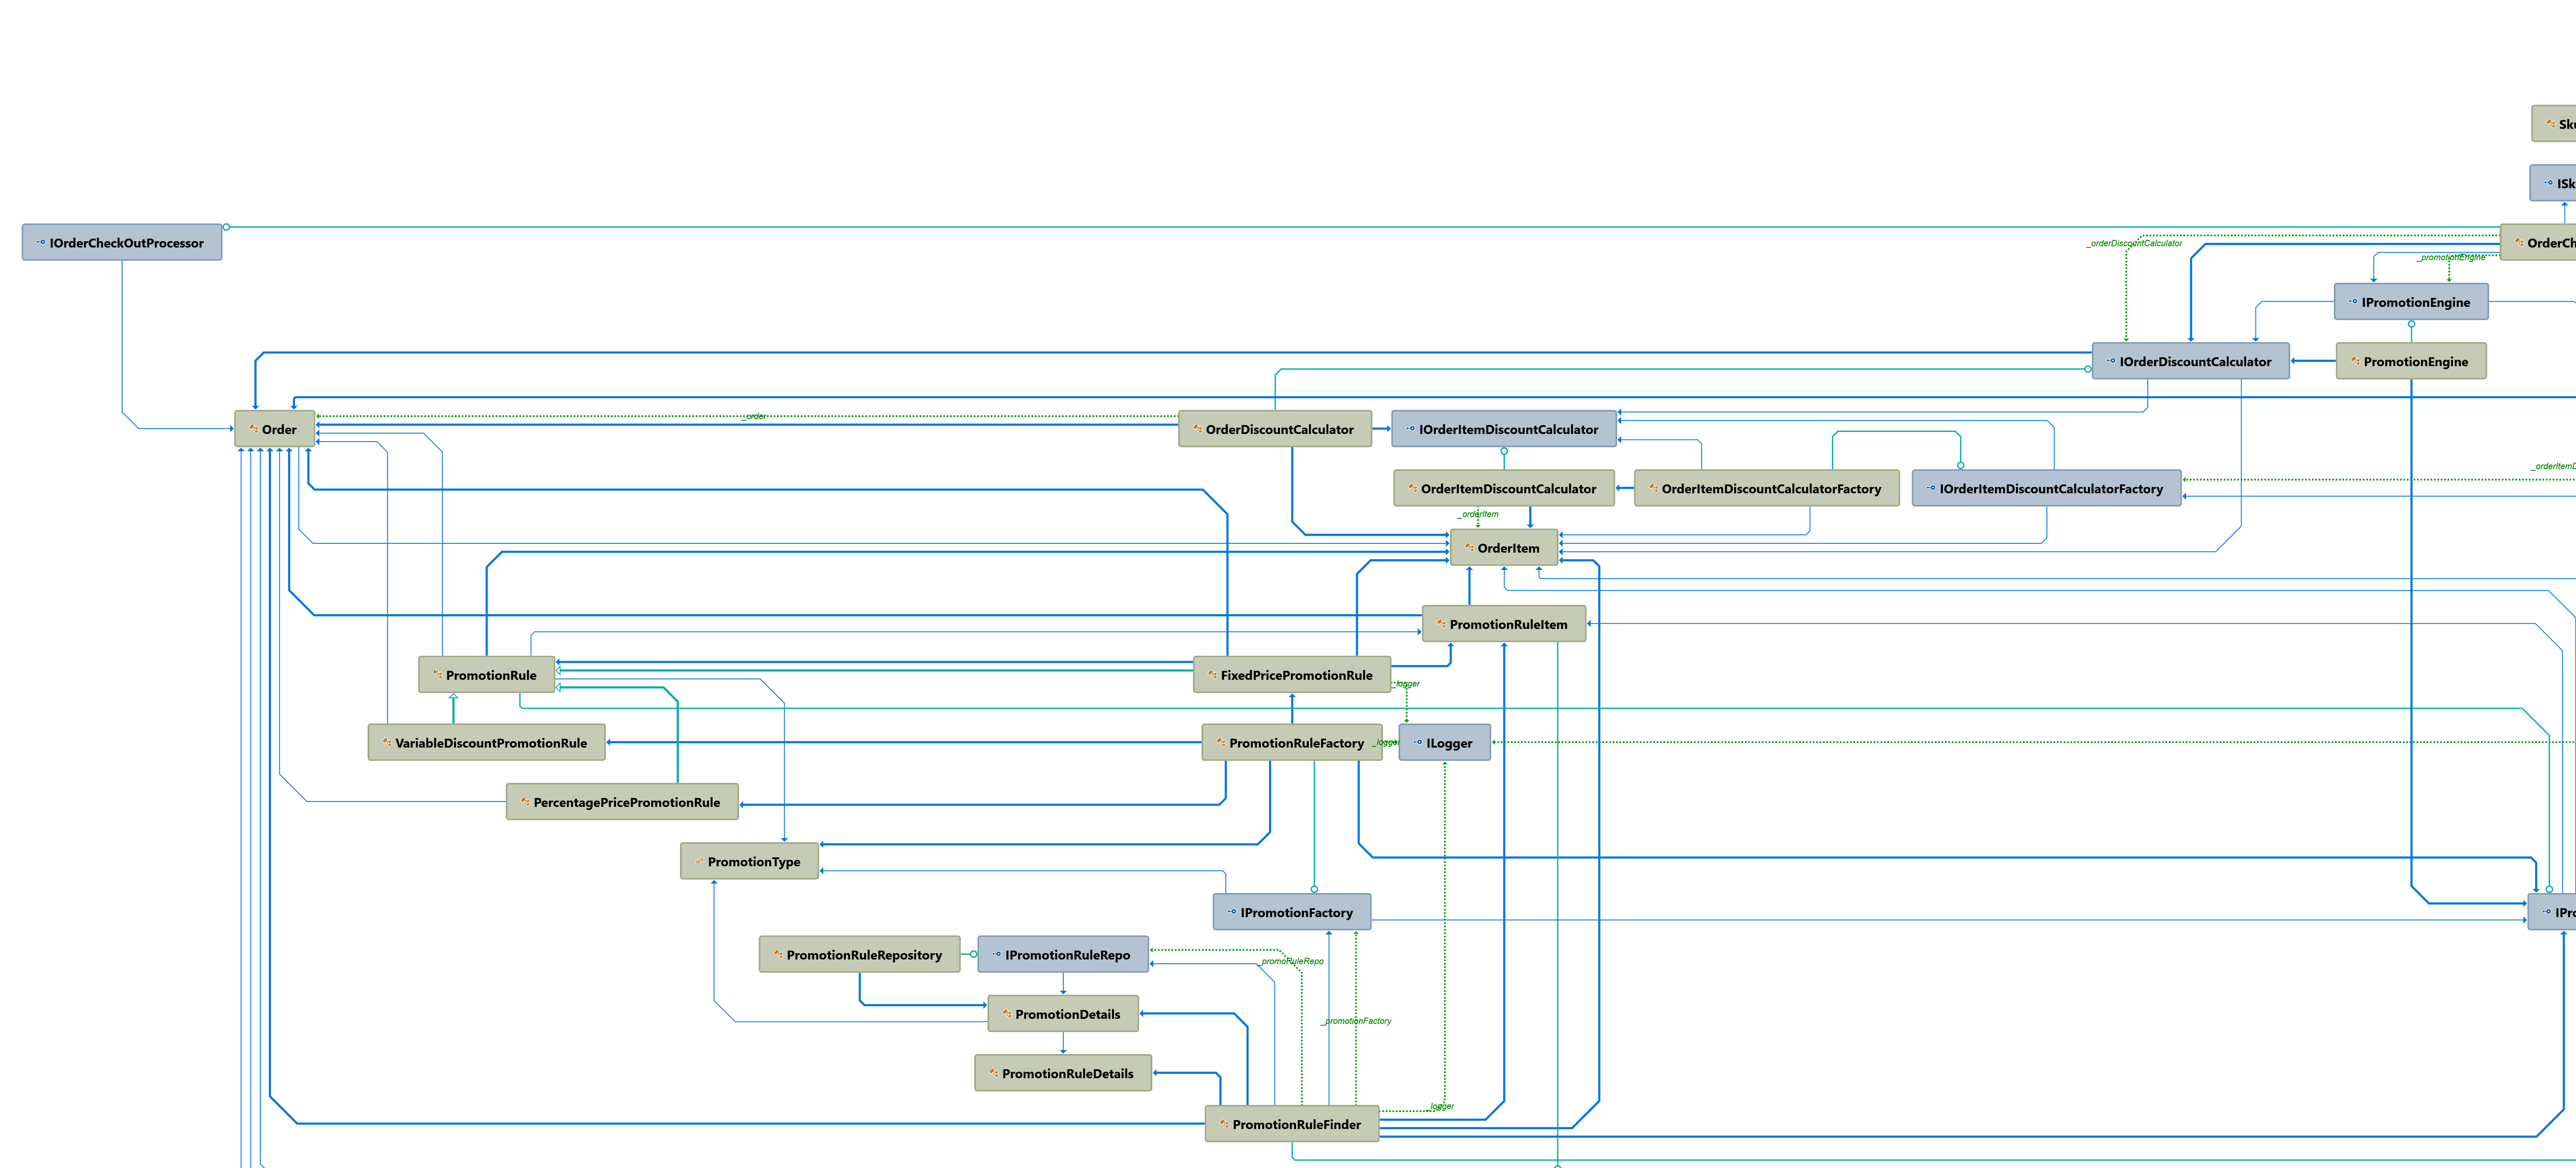 Sku
ISk
IOrderCheckOutProcessor
OrderCh
_orderDiscountCalculator
_promotionEngine
IPromotionEngine
IOrderDiscountCalculator
PromotionEngine
_order
Order
OrderDiscountCalculator
IOrderItemDiscountCalculator
_orderItemD
OrderItemDiscountCalculator
OrderItemDiscountCalculatorFactory
IOrderItemDiscountCalculatorFactory
_orderItem
OrderItem
PromotionRuleItem
PromotionRule
FixedPricePromotionRule
_logger
VariableDiscountPromotionRule
PromotionRuleFactory
_logger
ILogger
PercentagePricePromotionRule
PromotionType
IPromotionFactory
IPro
PromotionRuleRepository
IPromotionRuleRepo
_promoRuleRepo
PromotionDetails
_promotionFactory
PromotionRuleDetails
_logger
PromotionRuleFinder